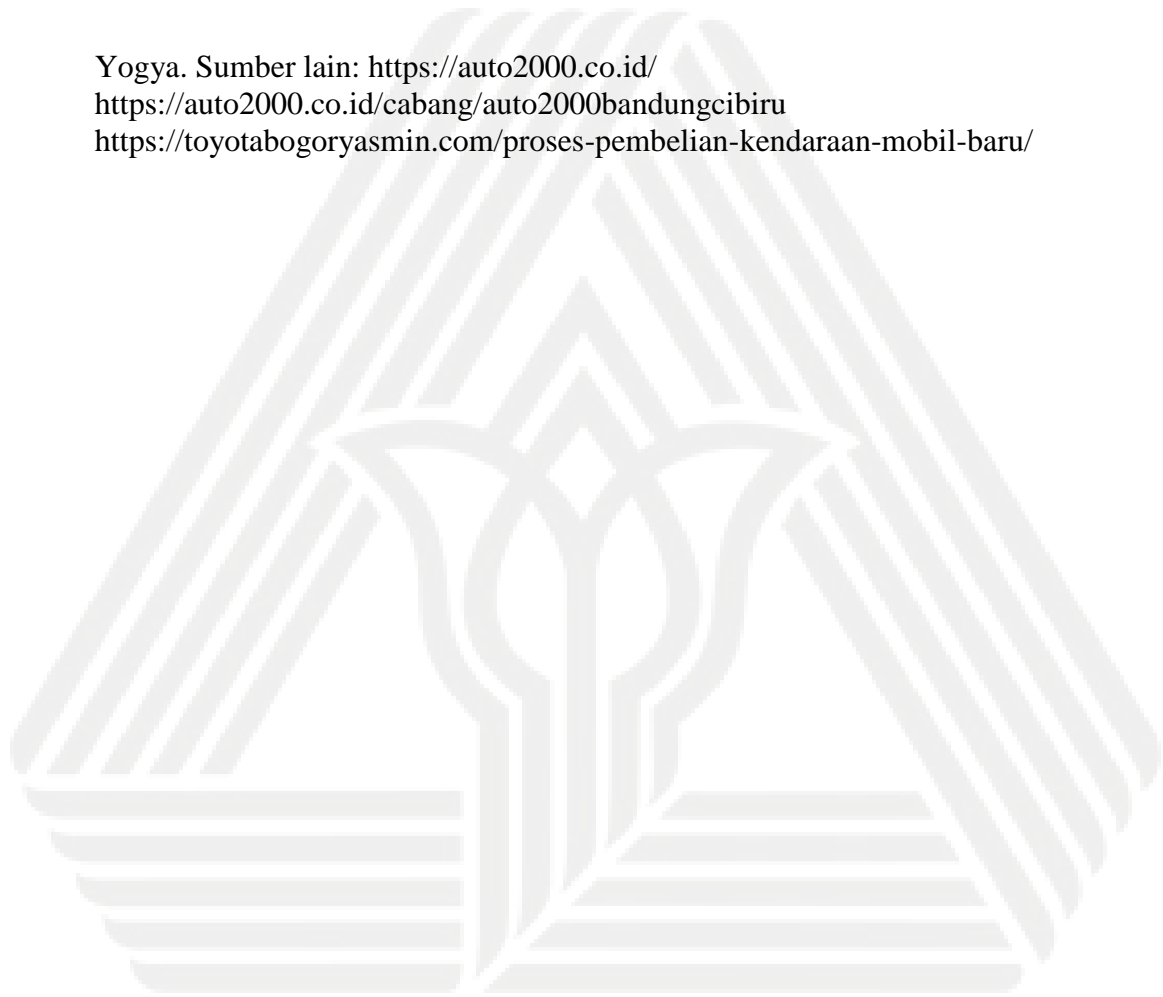 Yogya. Sumber lain: https://auto2000.co.id/
https://auto2000.co.id/cabang/auto2000bandungcibiru
https://toyotabogoryasmin.com/proses-pembelian-kendaraan-mobil-baru/